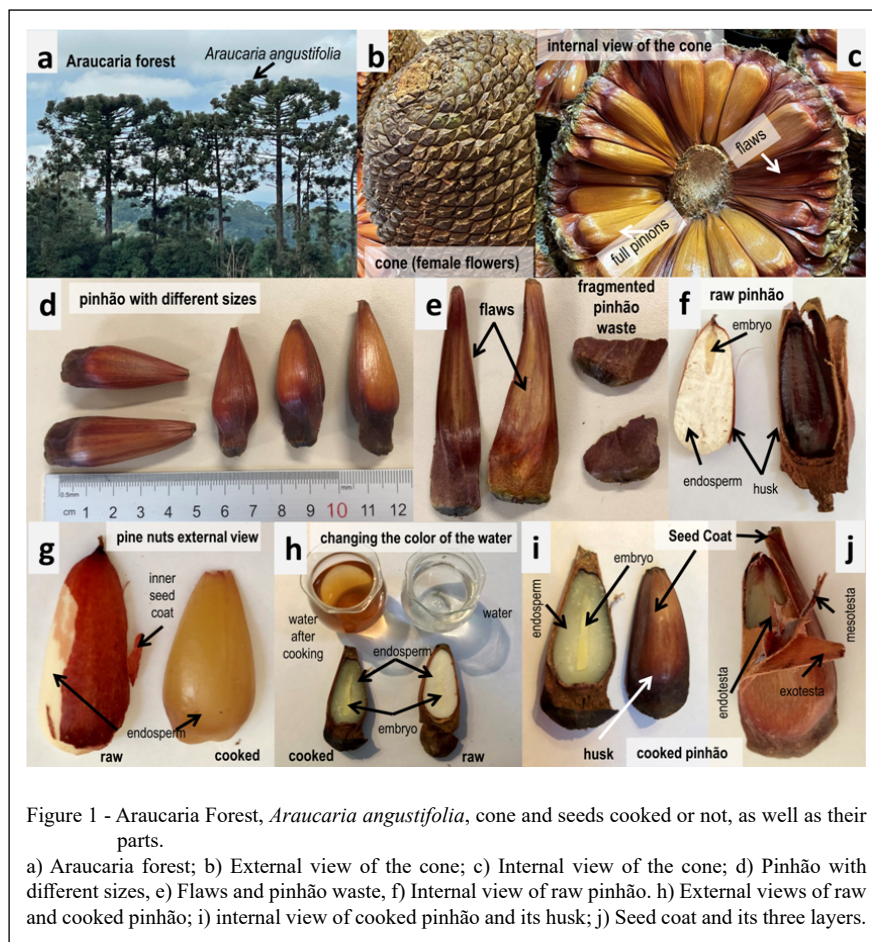 a
Araucaria forest
Araucaria angustifolia
b
cone (female flowers)
internal view of the cone
c
flaws
full pinions
d
pinhão with different sizes
0.5mm
mm
cm 1 2 3 4 5 6 7 8 9 10 11 12
e
flaws
fragmented
pinhão
waste
f
raw pinhão
embryo
endosperm
husk
g
pine nuts external view
inner
seed
coat
endosperm
raw
cooked
h
changing the color of the water
water
after
cooking
water
endosperm
embryo
cooked
raw
i
embryo
endosperm
Seed Coat
husk
cooked pinhão
j
mesotesta
endotesta
exotesta
Figure 1 - Araucaria Forest, Araucaria angustifolia, cone and seeds cooked or not, as well as their
parts.
a) Araucaria forest; b) External view of the cone; c) Internal view of the cone; d) Pinhão with
different sizes, e) Flaws and pinhão waste, f) Internal view of raw pinhão. h) External views of raw
and cooked pinhão; i) internal view of cooked pinhão and its husk; j) Seed coat and its three layers.